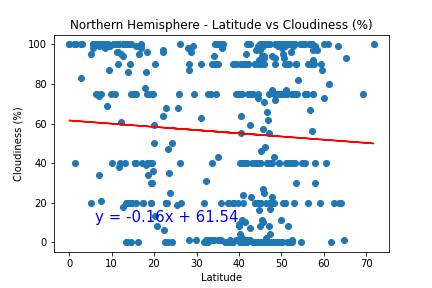 Northern Hemisphere - Latitude vs Cloudiness (%)
100
80
60
40
20
0
Cloudiness (%)
y = -0.16x + 61.54
0 10 20 30 40 50 60 70
Latitude